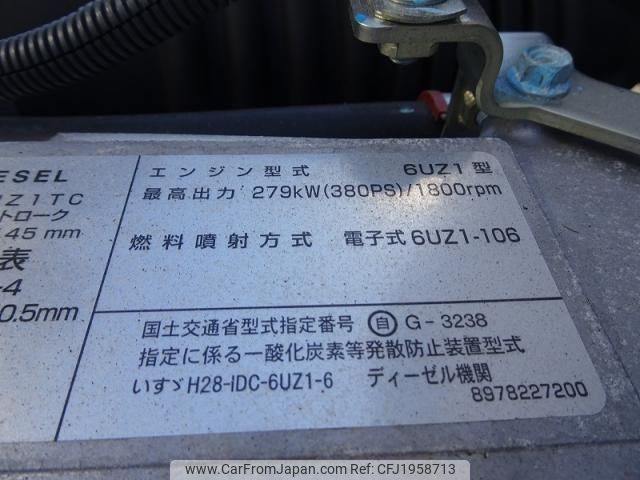 ESEL
Z1TC
トローク
45 mm
表
-4
0.5mm
エンジン型式 6UZ1型
最高出力 279kW(380PS)/1800rpm
燃料噴射方式 電子式6UZ1-106
国土交通省型式指定番号 自 G-3238
指定に係る一酸化炭素等発散防止装置型式
いすゞH28-IDC-6UZ1-6 ディーゼル機関
8978227200
www.CarFromJapan.com | Car Ref No: CFJ1958713